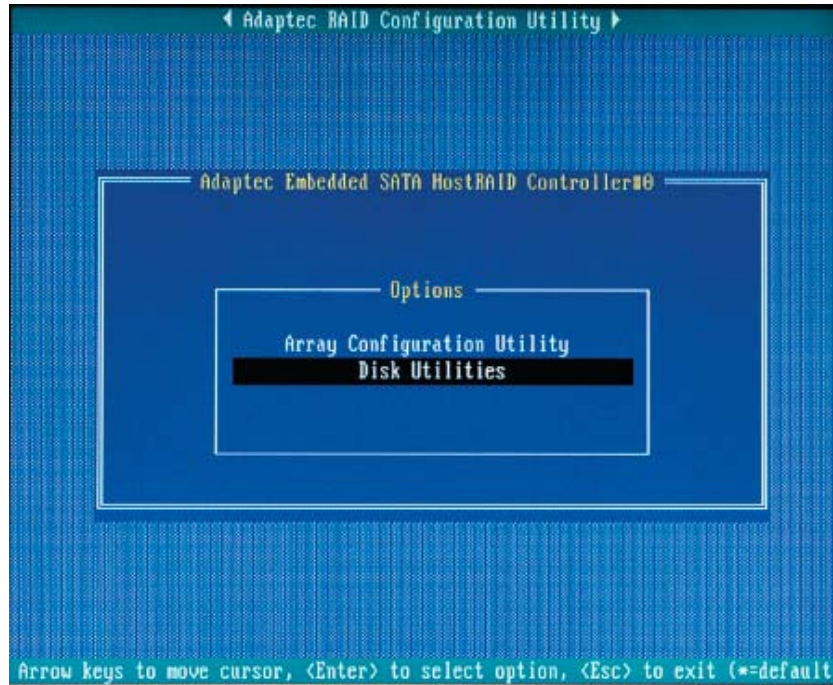 Adaptec RAID Configuration Utility
Adaptec Embedded SATA HostRAID Controller#0
Options
Array Configuration Utility
Disk Utilities
Arrow keys to move cursor, <Enter> to select option, <Esc> to exit (*=default